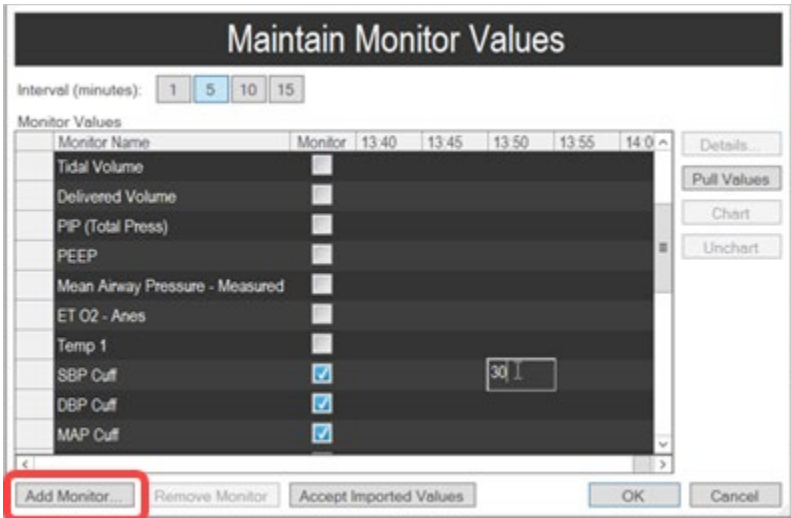 Maintain Monitor Values
Interval (minutes): 1 5 10 15
Monitor Values
Monitor Name Monitor 13:40 13:45 13:50 13:55 14:0
Details...
Tidal Volume
Pull Values
Delivered Volume
Chart
PIP (Total Press)
Unchart
PEEP
Mean Airway Pressure - Measured
ET O2 - Anes
Temp 1
SBP Cuff 30
DBP Cuff
MAP Cuff
Add Monitor... Remove Monitor Accept Imported Values OK Cancel